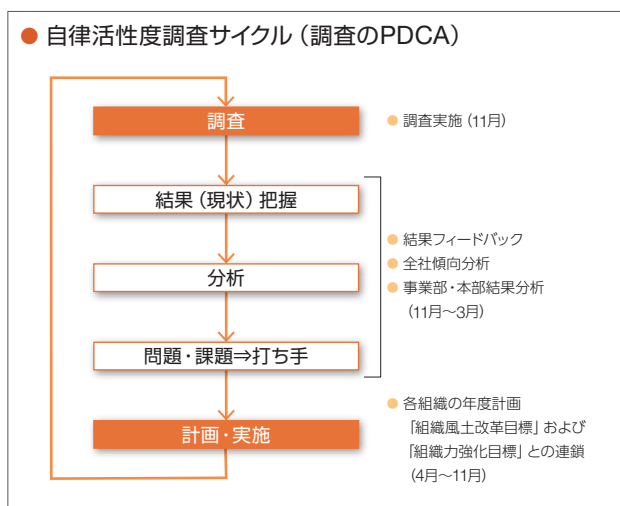 ● 自律活性度調査サイクル（調査のPDCA）
調査
● 調査実施（11月）
結果（現状）把握
分析
問題・課題⇒打ち手
● 結果フィードバック
● 全社傾向分析
● 事業部・本部結果分析
（11月～3月）
計画・実施
● 各組織の年度計画
「組織風土改革目標」および
「組織力強化目標」との連鎖
（4月～11月）